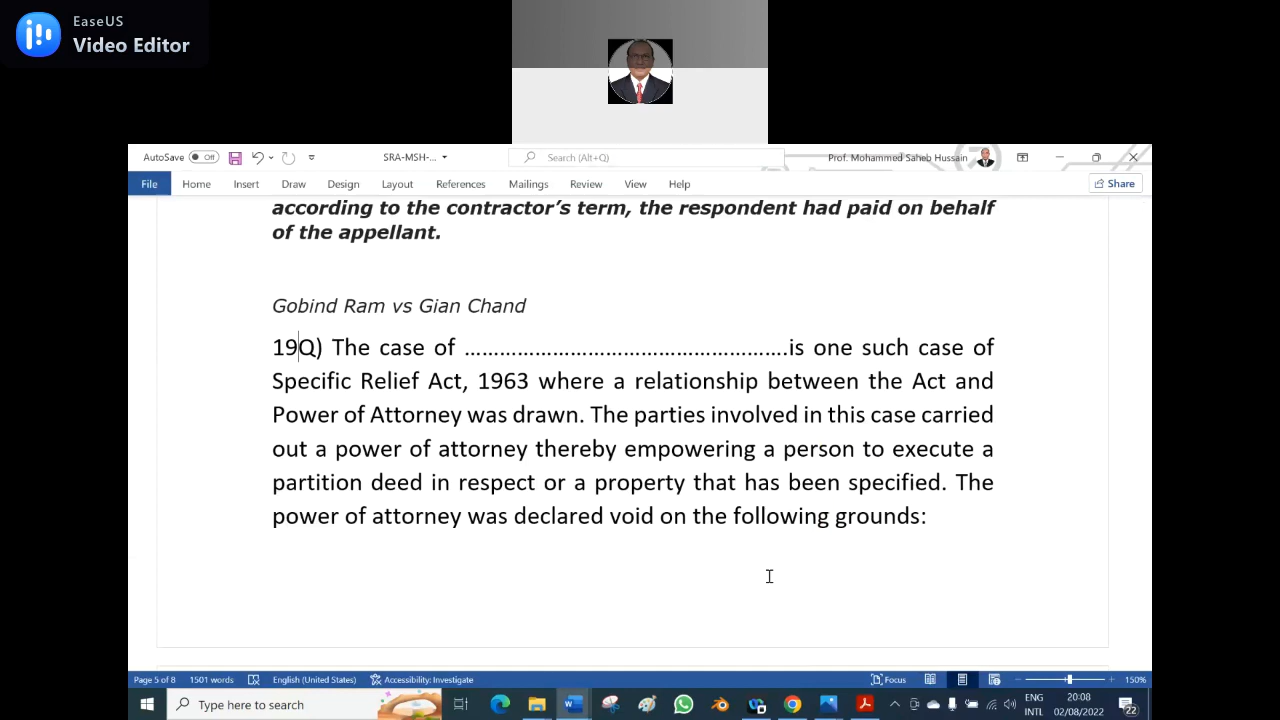 EaseUS
Video Editor
AutoSave Off SRA-MSH-... Search (Alt+Q) Prof. Mohammed Saheb Hussain
File Home Insert Draw Design Layout References Mailings Review View Help Share
according to the contractor's term, the respondent had paid on behalf
of the appellant.
Gobind Ram vs Gian Chand
19Q) The case of ……………………………………………….is one such case of
Specific Relief Act, 1963 where a relationship between the Act and
Power of Attorney was drawn. The parties involved in this case carried
out a power of attorney thereby empowering a person to execute a
partition deed in respect or a property that has been specified. The
power of attorney was declared void on the following grounds:
Page 5 of 8 1501 words English (United States) Accessibility: Investigate Focus 150%
Type here to search
ENG 20:08
INTL 02/08/2022 22